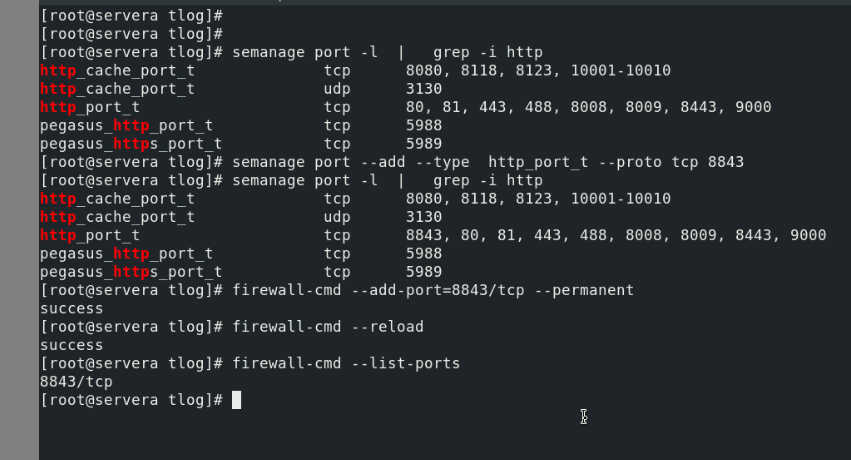 [root@servera tlog]#
[root@servera tlog]#
[root@servera tlog]# semanage port -l  |   grep -i http
http_cache_port_t              tcp      8080, 8118, 8123, 10001-10010
http_cache_port_t              udp      3130
http_port_t                    tcp      80, 81, 443, 488, 8008, 8009, 8443, 9000
pegasus_http_port_t            tcp      5988
pegasus_https_port_t           tcp      5989
[root@servera tlog]# semanage port --add --type  http_port_t --proto tcp 8843
[root@servera tlog]# semanage port -l  |   grep -i http
http_cache_port_t              tcp      8080, 8118, 8123, 10001-10010
http_cache_port_t              udp      3130
http_port_t                    tcp      8843, 80, 81, 443, 488, 8008, 8009, 8443, 9000
pegasus_http_port_t            tcp      5988
pegasus_https_port_t           tcp      5989
[root@servera tlog]# firewall-cmd --add-port=8843/tcp --permanent
success
[root@servera tlog]# firewall-cmd --reload
success
[root@servera tlog]# firewall-cmd --list-ports
8843/tcp
[root@servera tlog]#